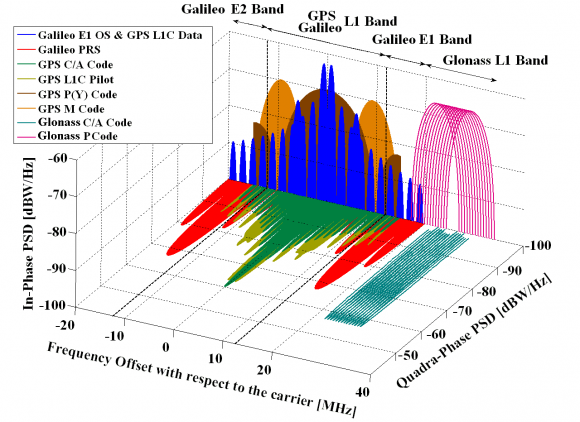 Galileo E2 Band
GPS
Galileo L1 Band
Galileo E1 Band
Glonass L1 Band
Galileo E1 OS & GPS L1C Data
Galileo PRS
GPS C/A Code
GPS L1C Pilot
GPS P(Y) Code
GPS M Code
Glonass C/A Code
Glonass PCode
In-Phase PSD [dBW/Hz]
-60
-70
-80
-90
-100
-20
-10
0
10
20
40
Frequency Offset with respect to the carrier [MHz]
-50
-60
-70
-80
-90
-100
Quadra-Phase PSD [dBW/Hz]